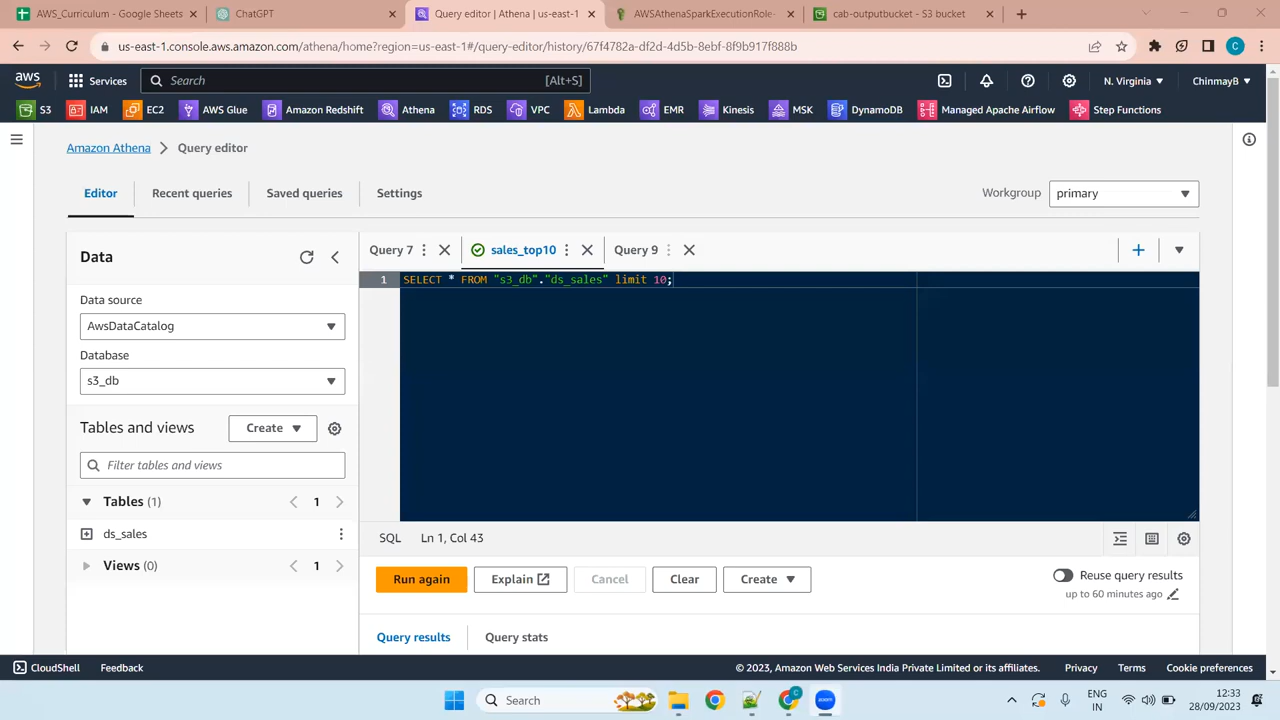 AWS_Curriculum - Google Sheets
ChatGPT
Query editor | Athena | us-east-1
AWSAthenaSparkExecutionRole-
cab-outputbucket - S3 bucket
us-east-1.console.aws.amazon.com/athena/home?region=us-east-1#/query-editor/history/67f4782a-df2d-4d5b-8ebf-8f9b917f888b
C
aws
Services
Search
[Alt+S]
N. Virginia
ChinmayB
S3
IAM
EC2
AWS Glue
Amazon Redshift
Athena
RDS
VPC
Lambda
EMR
Kinesis
MSK
DynamoDB
Managed Apache Airflow
Step Functions
Amazon Athena
Query editor
Editor
Recent queries
Saved queries
Settings
Workgroup
primary
Data
Data source
AwsDataCatalog
Database
s3_db
Tables and views
Create
Filter tables and views
Tables (1)
1
ds_sales
Views (0)
1
Query 7
sales_top10
Query 9
1
SELECT * FROM "s3_db"."ds_sales" limit 10;
SQL
Ln 1, Col 43
Run again
Explain
Cancel
Clear
Create
Reuse query results
up to 60 minutes ago
Query results
Query stats
CloudShell
Feedback
© 2023, Amazon Web Services India Private Limited or its affiliates.
Privacy
Terms
Cookie preferences
Search
C
zoom
ENG
IN
12:33
28/09/2023